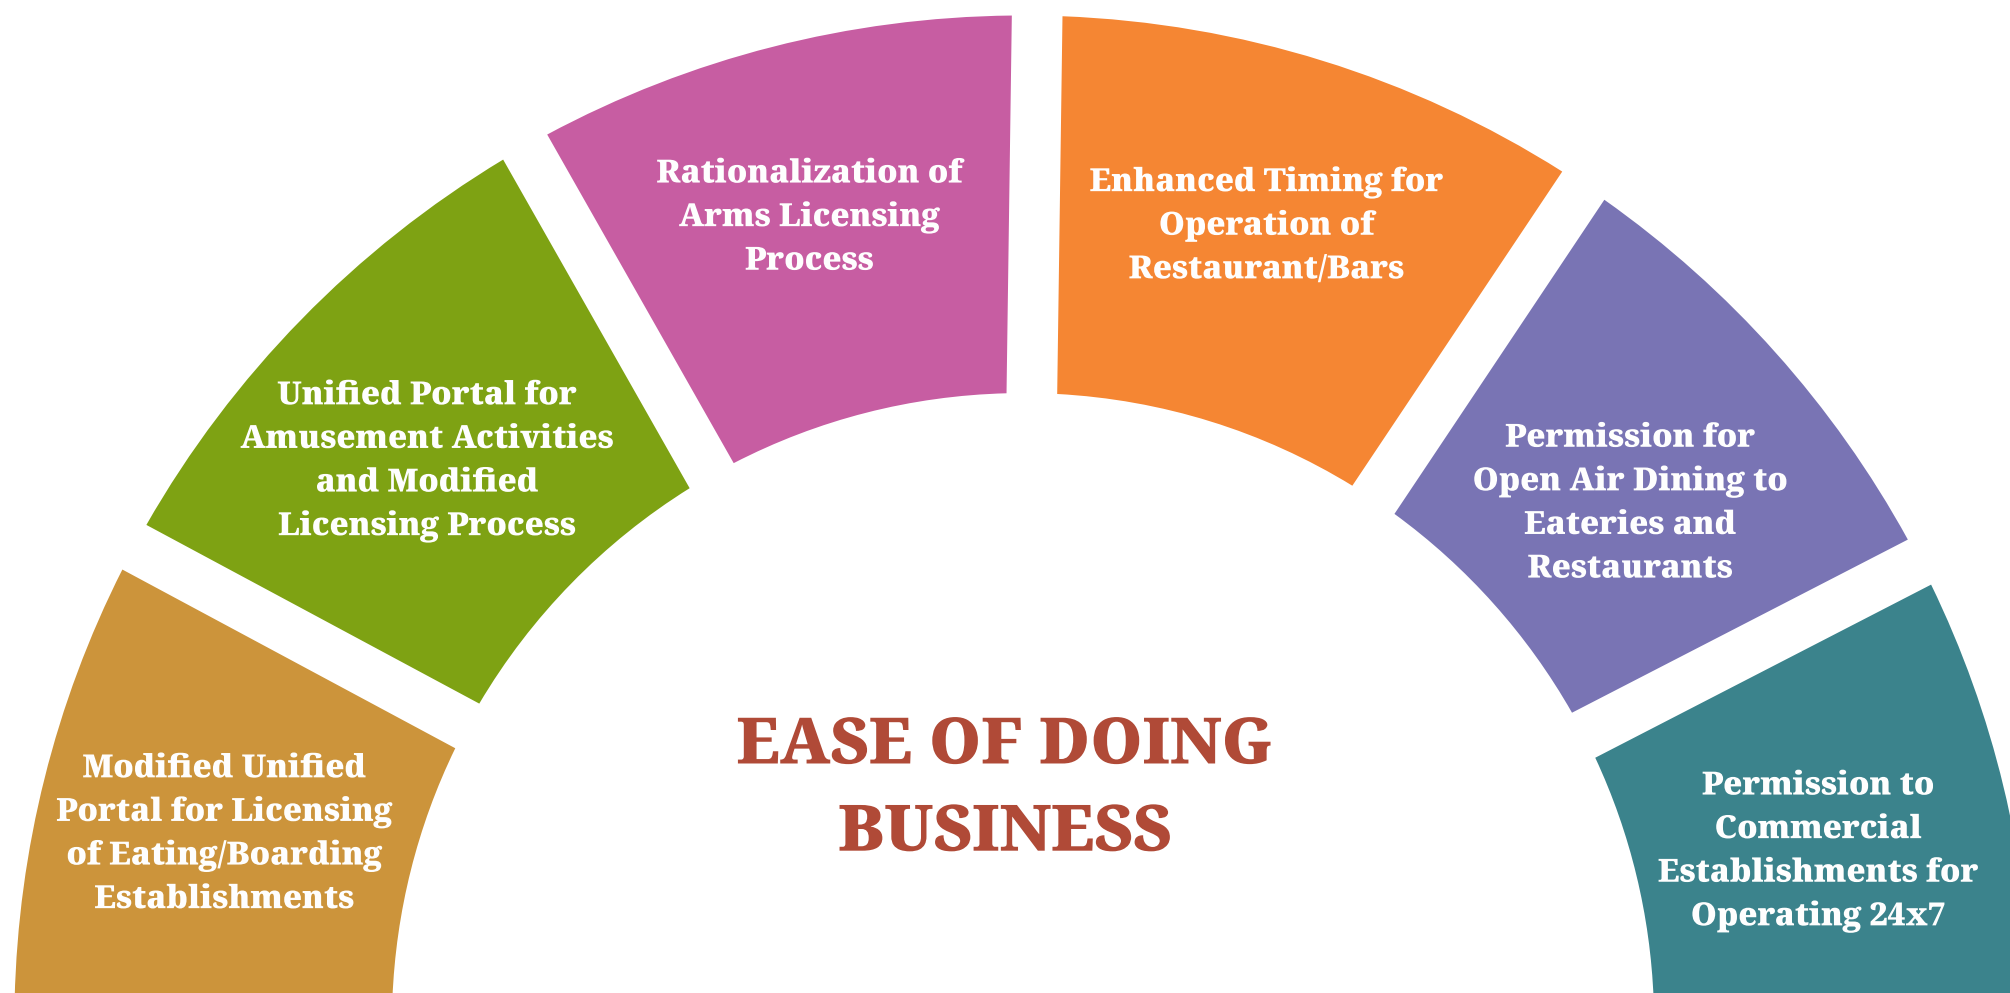 Rationalization of
Arms Licensing
Process
Enhanced Timing for
Operation of
Restaurant/Bars
Unified Portal for
Amusement Activities
and Modified
Licensing Process
Permission for
Open Air Dining to
Eateries and
Restaurants
Modified Unified
Portal for Licensing
of Eating/Boarding
Establishments
EASE OF DOING
BUSINESS
Permission to
Commercial
Establishments for
Operating 24x7